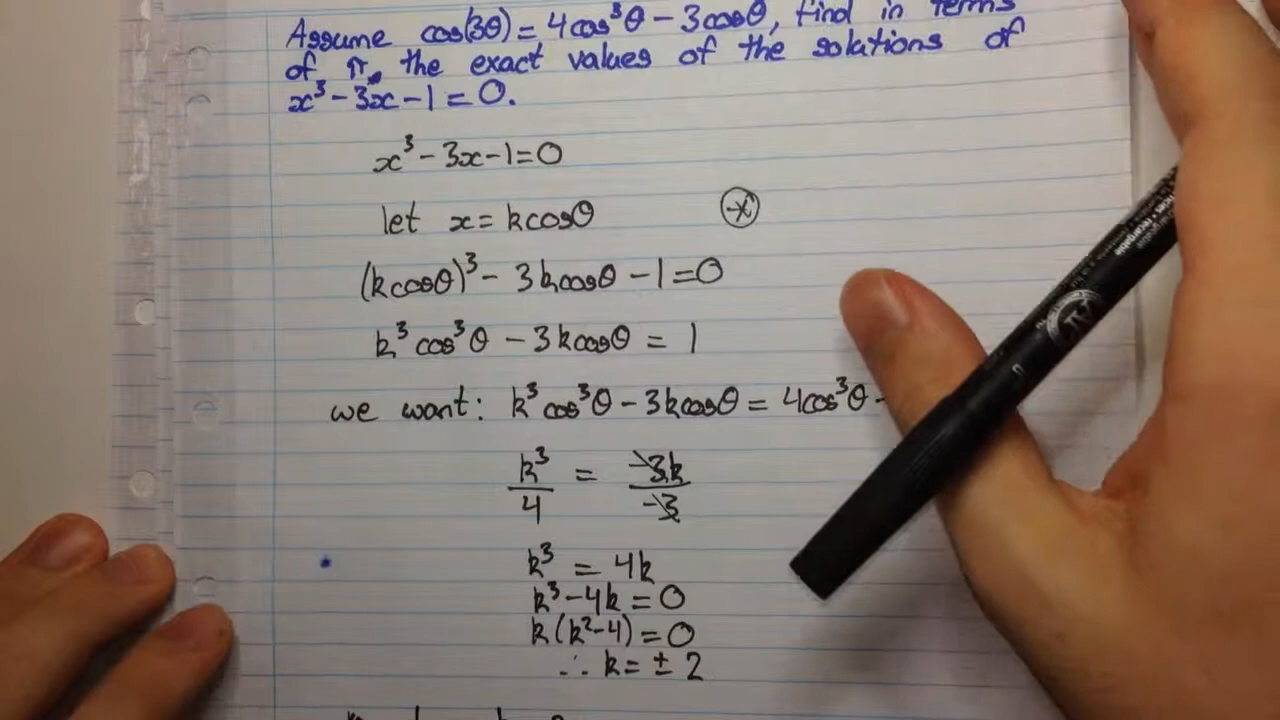 Assume cos(3θ) = 4cos³θ - 3cosθ, find in terms
of π, the exact values of the solutions of
x³ - 3x - 1 = 0.
x³ - 3x - 1 = 0
let x = kcosθ ⊛
(kcosθ)³ - 3kcosθ - 1 = 0
k³cos³θ - 3kcosθ = 1
we want: k³cos³θ - 3kcosθ = 4cos³θ -
k³/4 = -3k/-3
k³ = 4k
k³ - 4k = 0
k(k² - 4) = 0
∴ k = ± 2